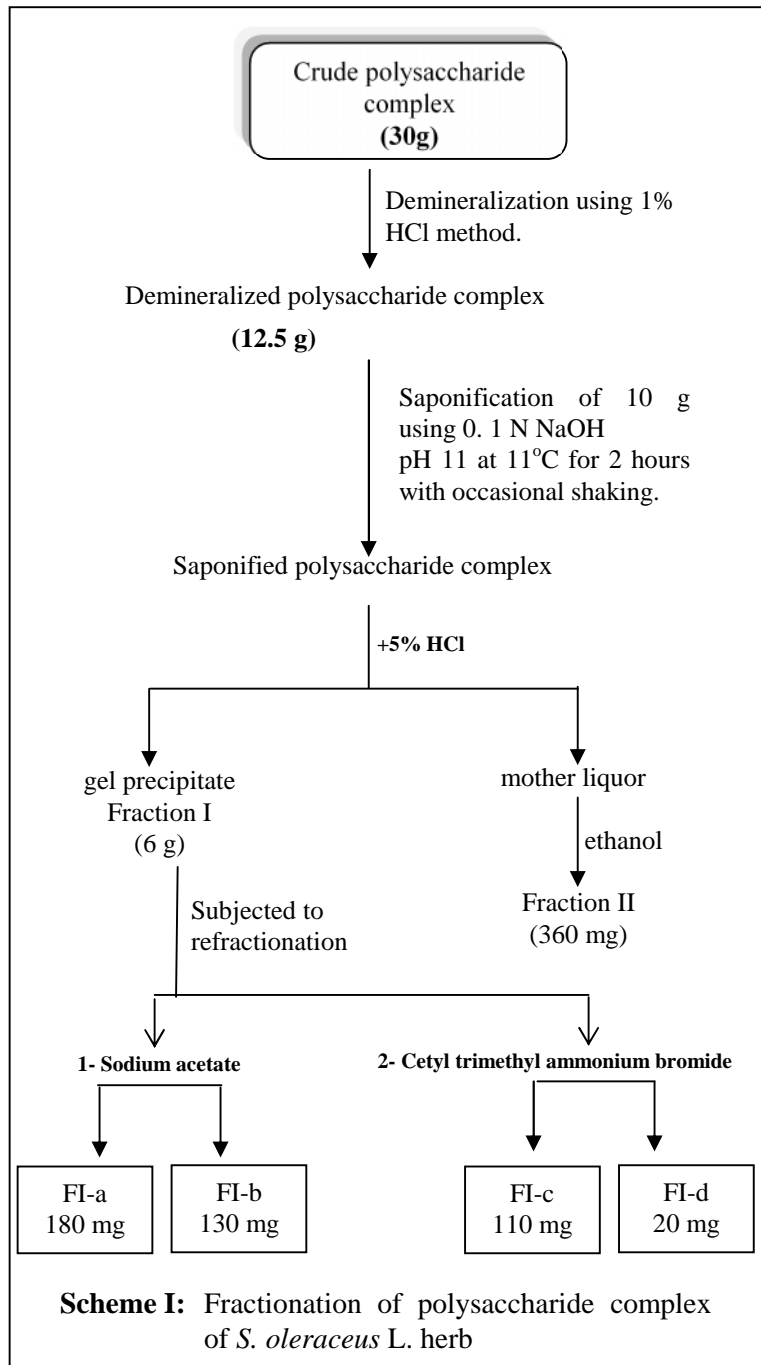 Crude polysaccharide
complex
(30g)
Demineralization using 1%
HCl method.
Demineralized polysaccharide complex
(12.5 g)
Saponification of 10 g
using 0. 1 N NaOH
pH 11 at 11°C for 2 hours
with occasional shaking.
Saponified polysaccharide complex
+5% HCl
gel precipitate
Fraction I
(6 g)
mother liquor
ethanol
Fraction II
(360 mg)
Subjected to
refractionation
1- Sodium acetate
2- Cetyl trimethyl ammonium bromide
FI-a
180 mg
FI-b
130 mg
FI-c
110 mg
FI-d
20 mg
Scheme I: Fractionation of polysaccharide complex
of S. oleraceus L. herb